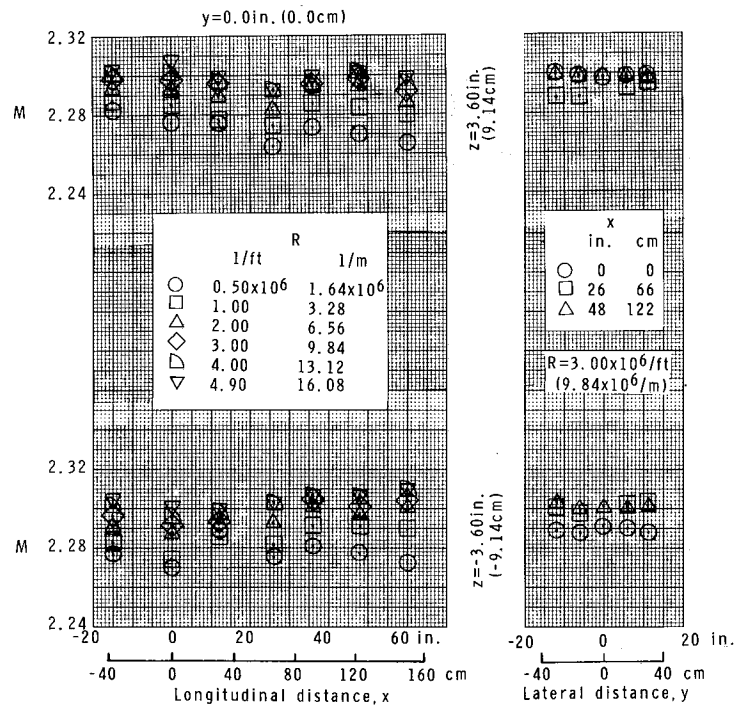 y=0.0in. (0.0cm)
2.32
M
2.28
2.24
z=3.60in.
(9.14cm)
R
1/ft 1/m
0.50x10⁶ 1.64x10⁶
1.00 3.28
2.00 6.56
3.00 9.84
4.00 13.12
4.90 16.08
x
in. cm
0 0
26 66
48 122
R=3.00x10⁶/ft
(9.84x10⁶/m)
2.32
M
2.28
2.24
z=-3.60in.
(-9.14cm)
-20 0 20 40 60 in.
-40 0 40 80 120 160 cm
Longitudinal distance, x
-20 0 20 in.
-40 0 40 cm
Lateral distance, y